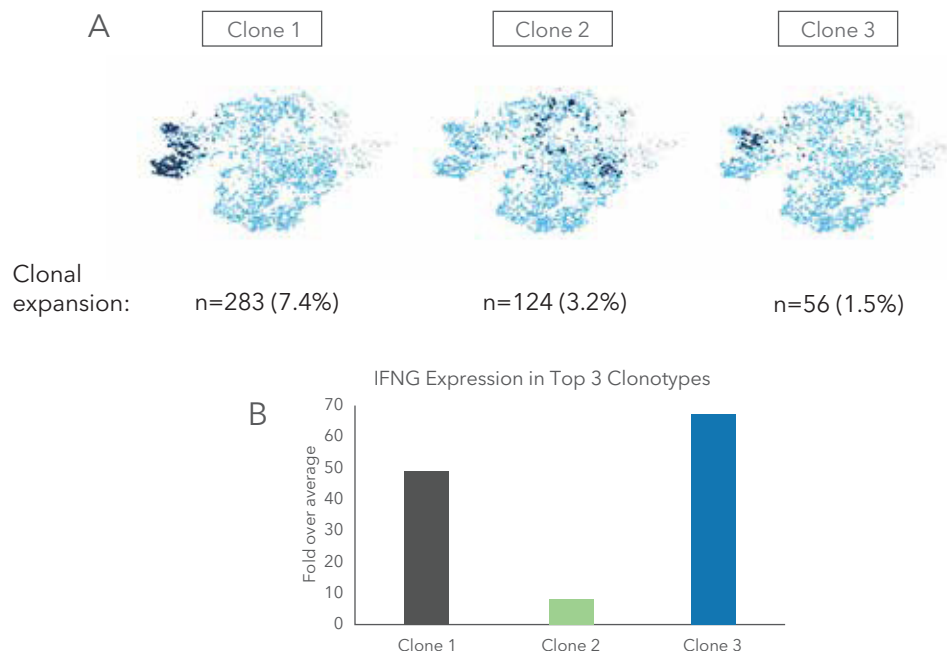 A
Clone 1
Clone 2
Clone 3
Clonal
expansion:
n=283 (7.4%)
n=124 (3.2%)
n=56 (1.5%)
B
IFNG Expression in Top 3 Clonotypes
Fold over average
70
60
50
40
30
20
10
0
Clone 1
Clone 2
Clone 3